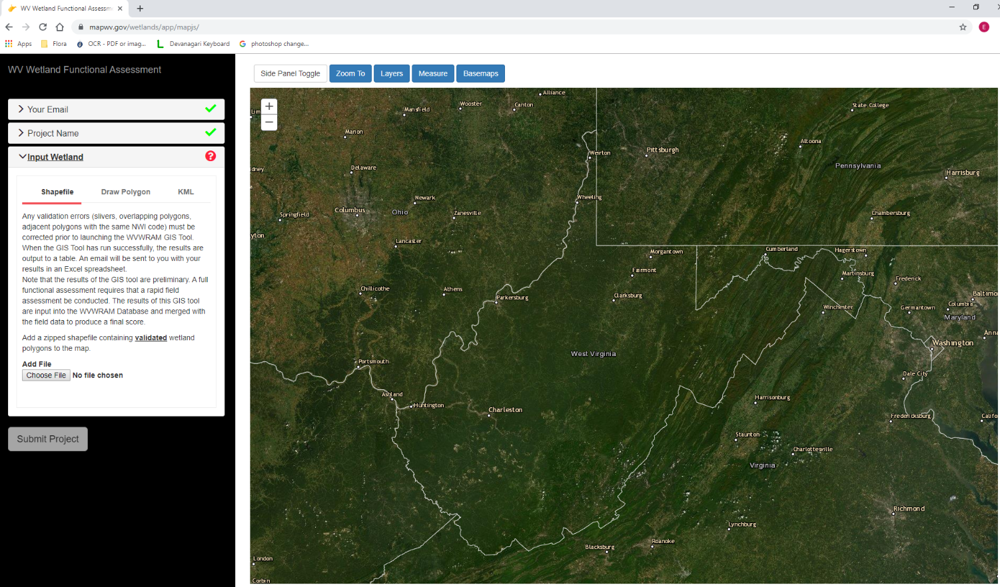 WV Wetland Functional Assessm
mapwv.gov/wetlands/app/mapjs/
E
Apps Flora OCR - PDF or imag... Devanagari Keyboard photoshop change...
WV Wetland Functional Assessment
Your Email
Project Name
Input Wetland
Shapefile Draw Polygon KML
Any validation errors (slivers, overlapping polygons,
adjacent polygons with the same NWI code) must be
corrected prior to launching the WVWRAM GIS Tool.
When the GIS Tool has run successfully, the results are
output to a table. An email will be sent to you with your
results in an Excel spreadsheet.
Note that the results of the GIS tool are preliminary. A full
functional assessment requires that a rapid field
assessment be conducted. The results of this GIS tool
are input into the WVWRAM Database and merged with
the field data to produce a final score.
Add a zipped shapefile containing validated wetland
polygons to the map.
Add File
Choose File No file chosen
Submit Project
Side Panel Toggle Zoom To Layers Measure Basemaps
Alliance
Wooster
Canton
State College
Mansfield
Lim
Marion
Altoona
Pittsburgh
Weirton
Pennsylvania
Delaware
dney
Harrisburg
Newark
Wheeling
Columbus
Ohio
Zanesville
Springfield
Chambersburg
yton
Lancaster
Cumberland
Hagerstown
Morgantown
Fairmont
Martinsburg
Frederick
Chillicothe
Athens
Clarksburg
Baltimo
Parkersburg
Columbia
Winchester
Germantown
Maryland
Anna
Washington
West Virginia
Portsmouth
Dale City
Ashland
Harrisonburg
Huntington
Charleston
Fredericksburg
Califo
Staunton
Charlottesville
Virginia
Richmond
Lynchburg
Roanoke
Blacksburg
London
Corbin